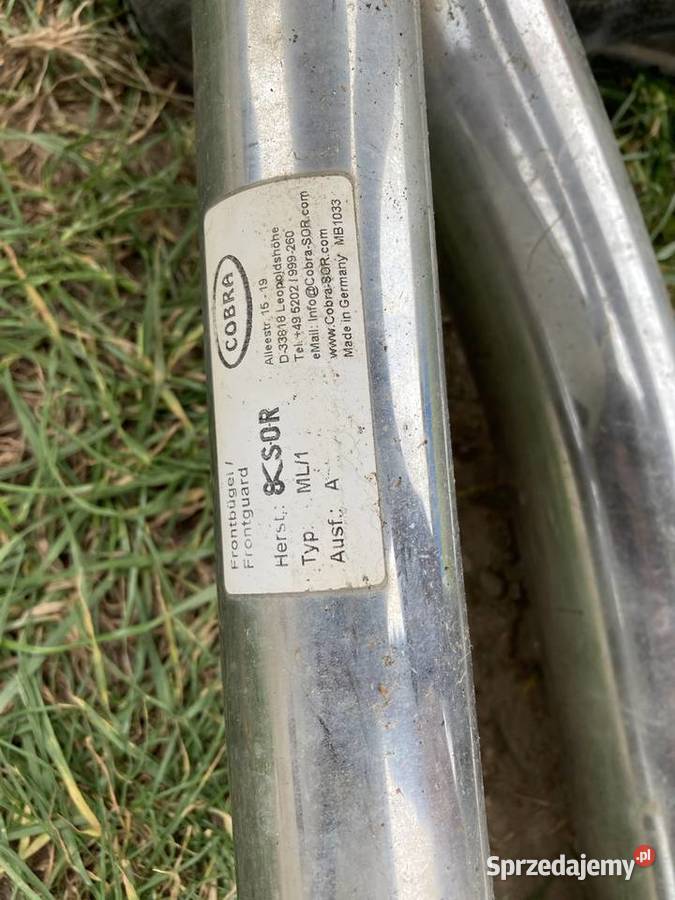 COBRA
Alleestr. 15 - 19
D-33818 Leopoldshöhe
Tel. +49 5202 / 999-260
eMail: Info@Cobra-SOR.com
www.Cobra-SOR.com
Made in Germany MB1033
Frontbügel /
Frontguard
Herst.: S·O·R
Typ. ML/1
Ausf.: A
Sprzedajemy.pl